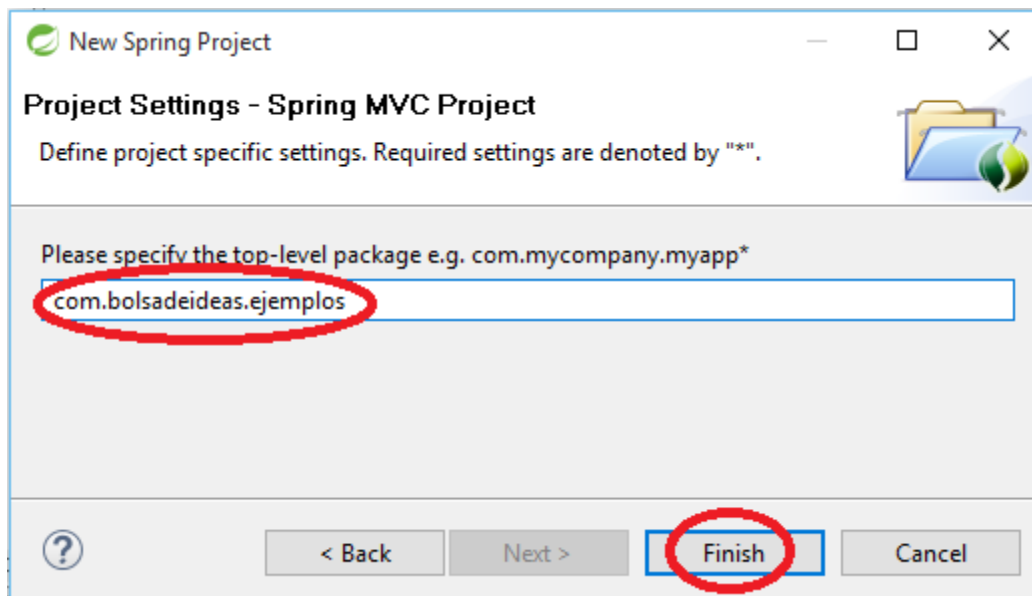 New Spring Project
Project Settings - Spring MVC Project
Define project specific settings. Required settings are denoted by "*".
Please specify the top-level package e.g. com.mycompany.myapp*
com.bolsadeideas.ejemplos
?
< Back
Next >
Finish
Cancel